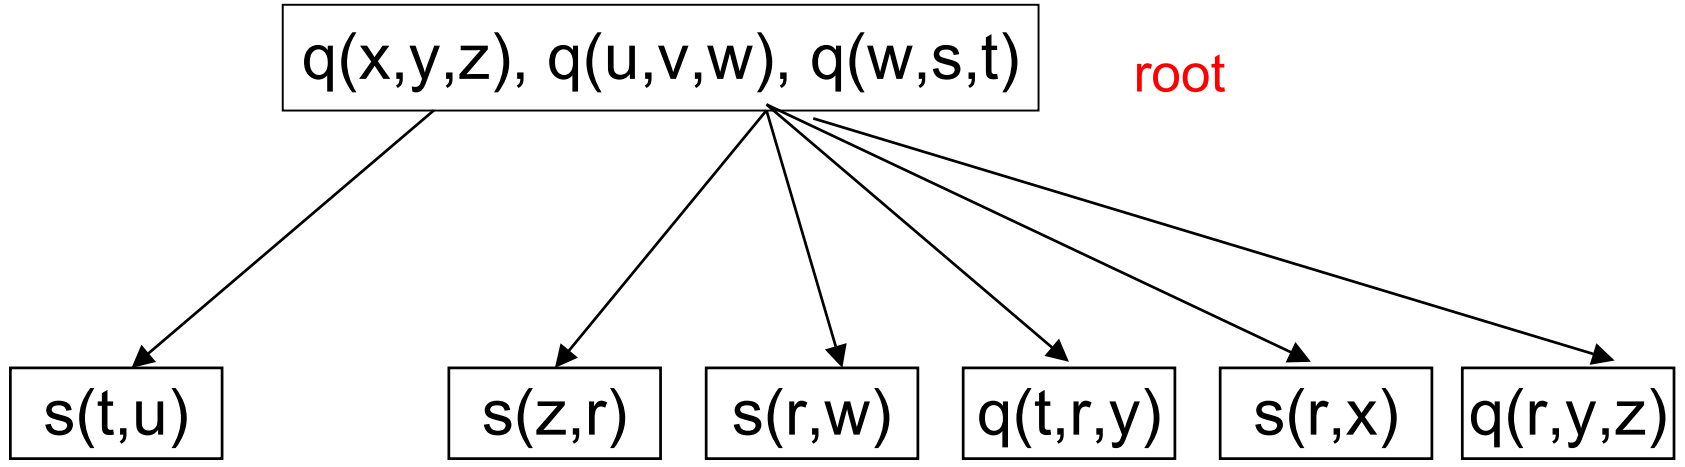 q(x,y,z), q(u,v,w), q(w,s,t)
root
s(t,u)
s(z,r)
s(r,w)
q(t,r,y)
s(r,x)
q(r,y,z)